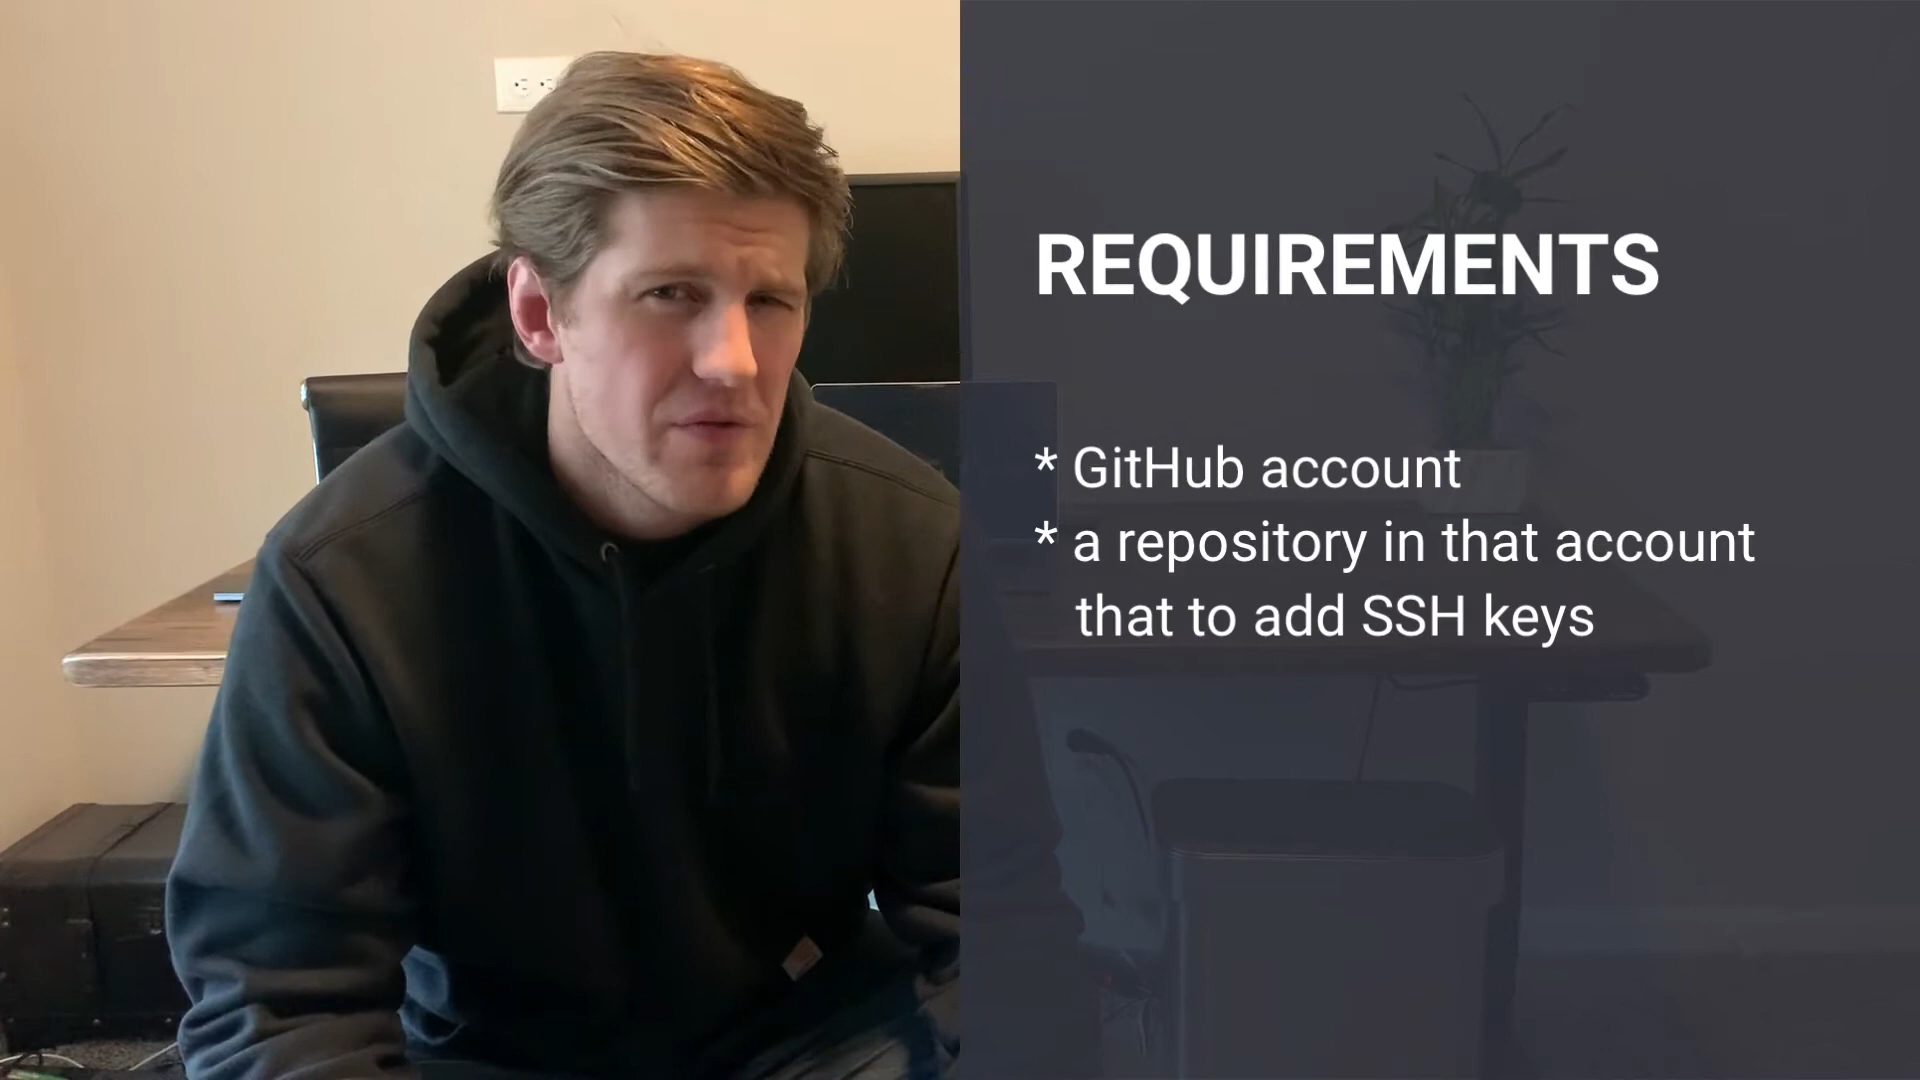 REQUIREMENTS
* GitHub account
* a repository in that account
that to add SSH keys